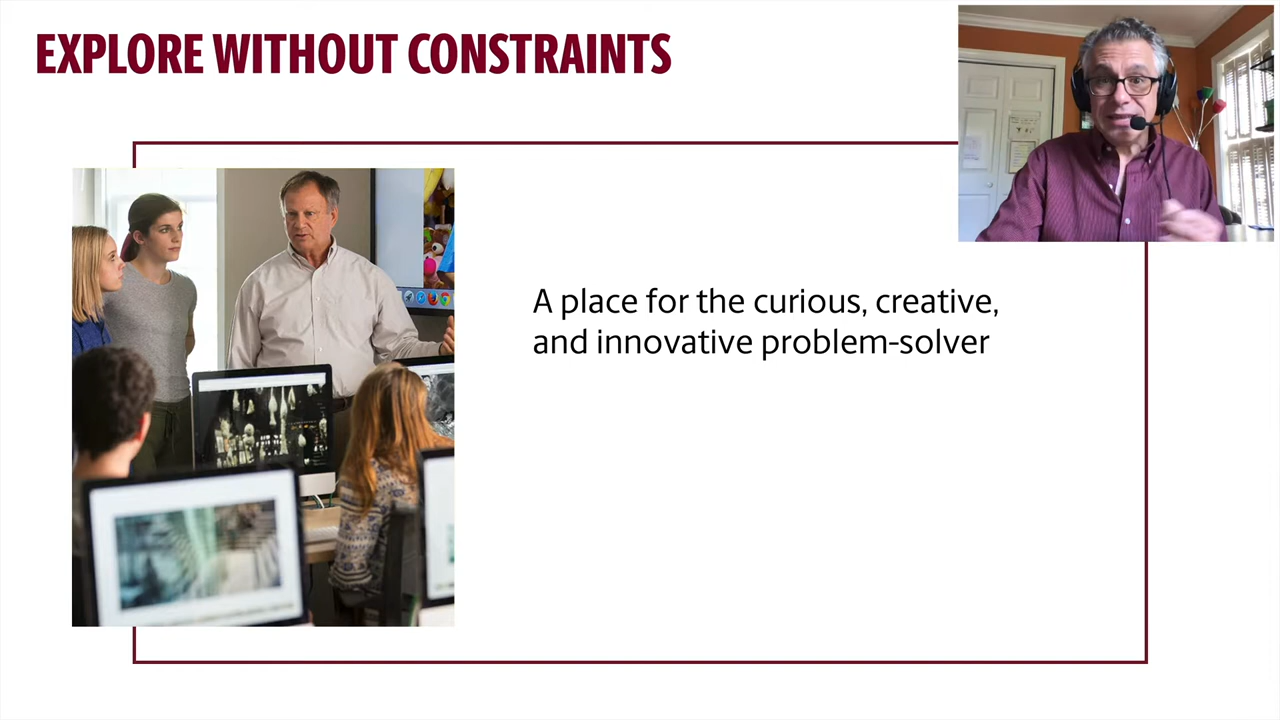 EXPLORE WITHOUT CONSTRAINTS
A place for the curious, creative,
and innovative problem-solver